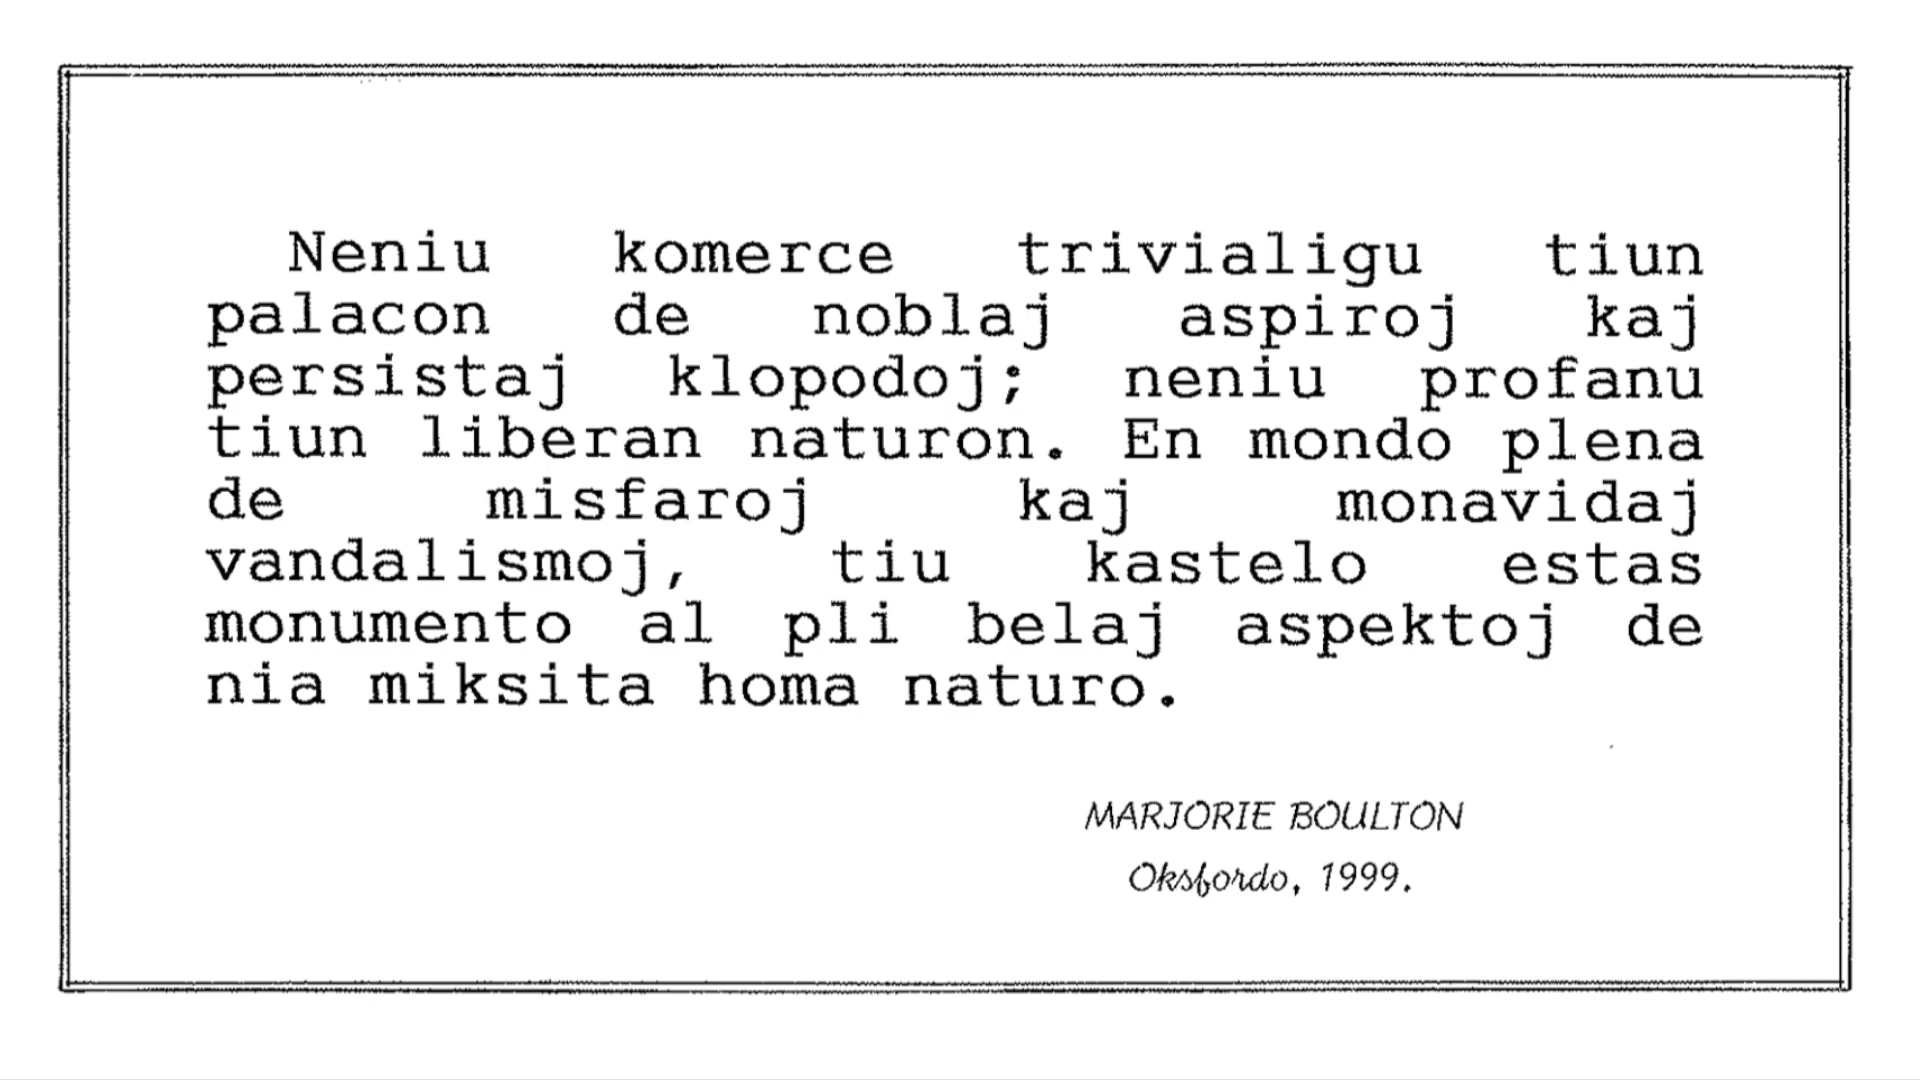 Neniu komerce trivialigu tiun
palacon de noblaj aspiroj kaj
persistaj klopodoj; neniu profanu
tiun liberan naturon. En mondo plena
de misfaroj kaj monavidaj
vandalismoj, tiu kastelo estas
monumento al pli belaj aspektoj de
nia miksita homa naturo.
MARJORIE BOULTON
Oksfordo, 1999.